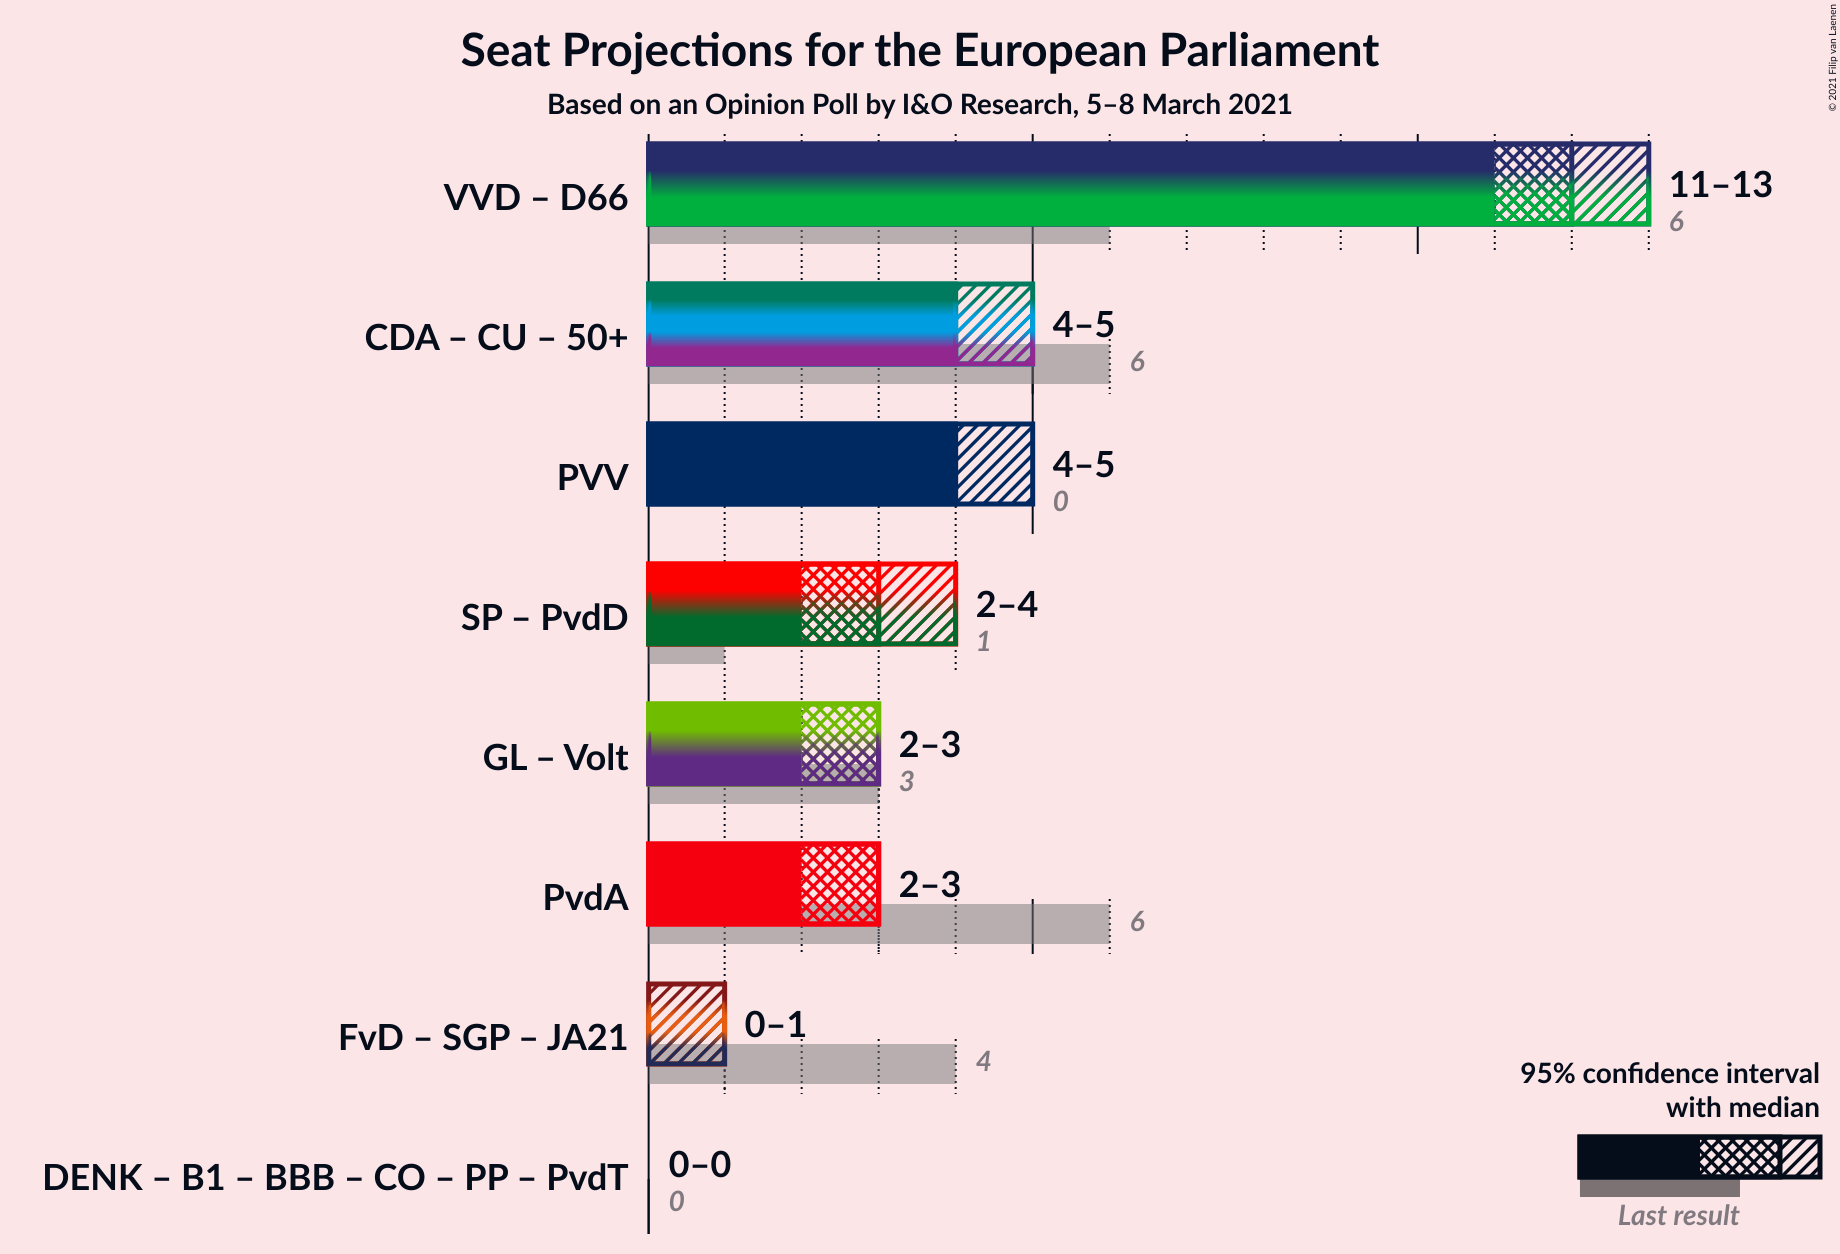 Seat Projections for the European Parliament
Based on an Opinion Poll by I&O Research, 5–8 March 2021
© 2021 Filip van Laenen
VVD – D66
11–13
6
CDA – CU – 50+
4–5
6
PVV
4–5
0
SP – PvdD
2–4
1
GL – Volt
2–3
3
PvdA
2–3
6
FvD – SGP – JA21
0–1
4
DENK – B1 – BBB – CO – PP – PvdT
0–0
0
95% confidence interval
with median
Last result